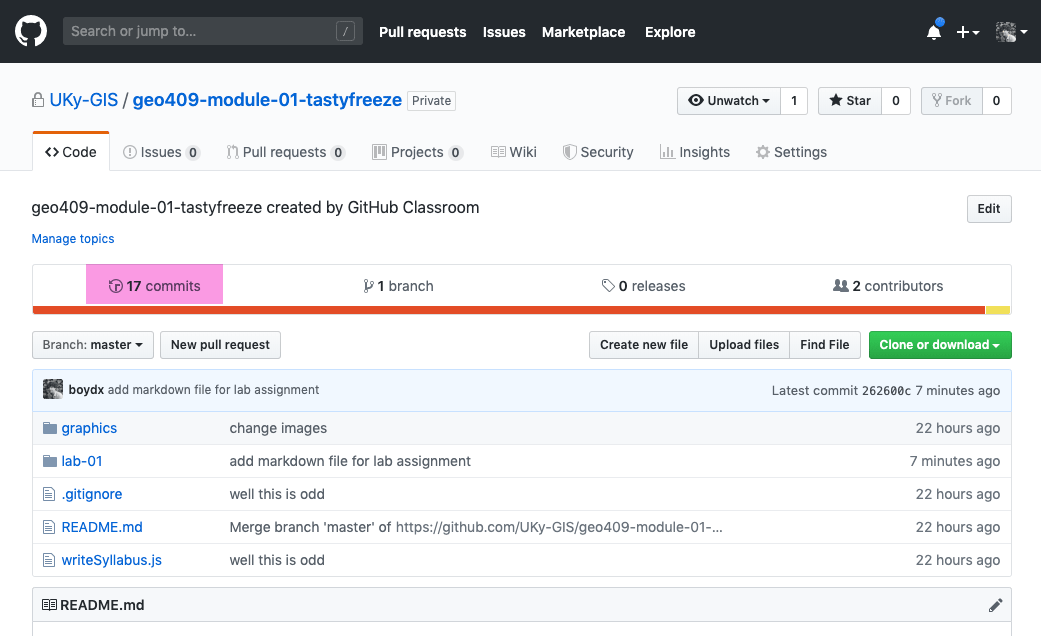 Search or jump to... / Pull requests Issues Marketplace Explore
UKy-GIS / geo409-module-01-tastyfreeze Private Unwatch 1 Star 0 Fork 0
Code Issues 0 Pull requests 0 Projects 0 Wiki Security Insights Settings
geo409-module-01-tastyfreeze created by GitHub Classroom Edit
Manage topics
17 commits 1 branch 0 releases 2 contributors
Branch: master New pull request Create new file Upload files Find File Clone or download
boydx add markdown file for lab assignment Latest commit 262600c 7 minutes ago
graphics change images 22 hours ago
lab-01 add markdown file for lab assignment 7 minutes ago
.gitignore well this is odd 22 hours ago
README.md Merge branch 'master' of https://github.com/UKy-GIS/geo409-module-01-... 22 hours ago
writeSyllabus.js well this is odd 22 hours ago
README.md